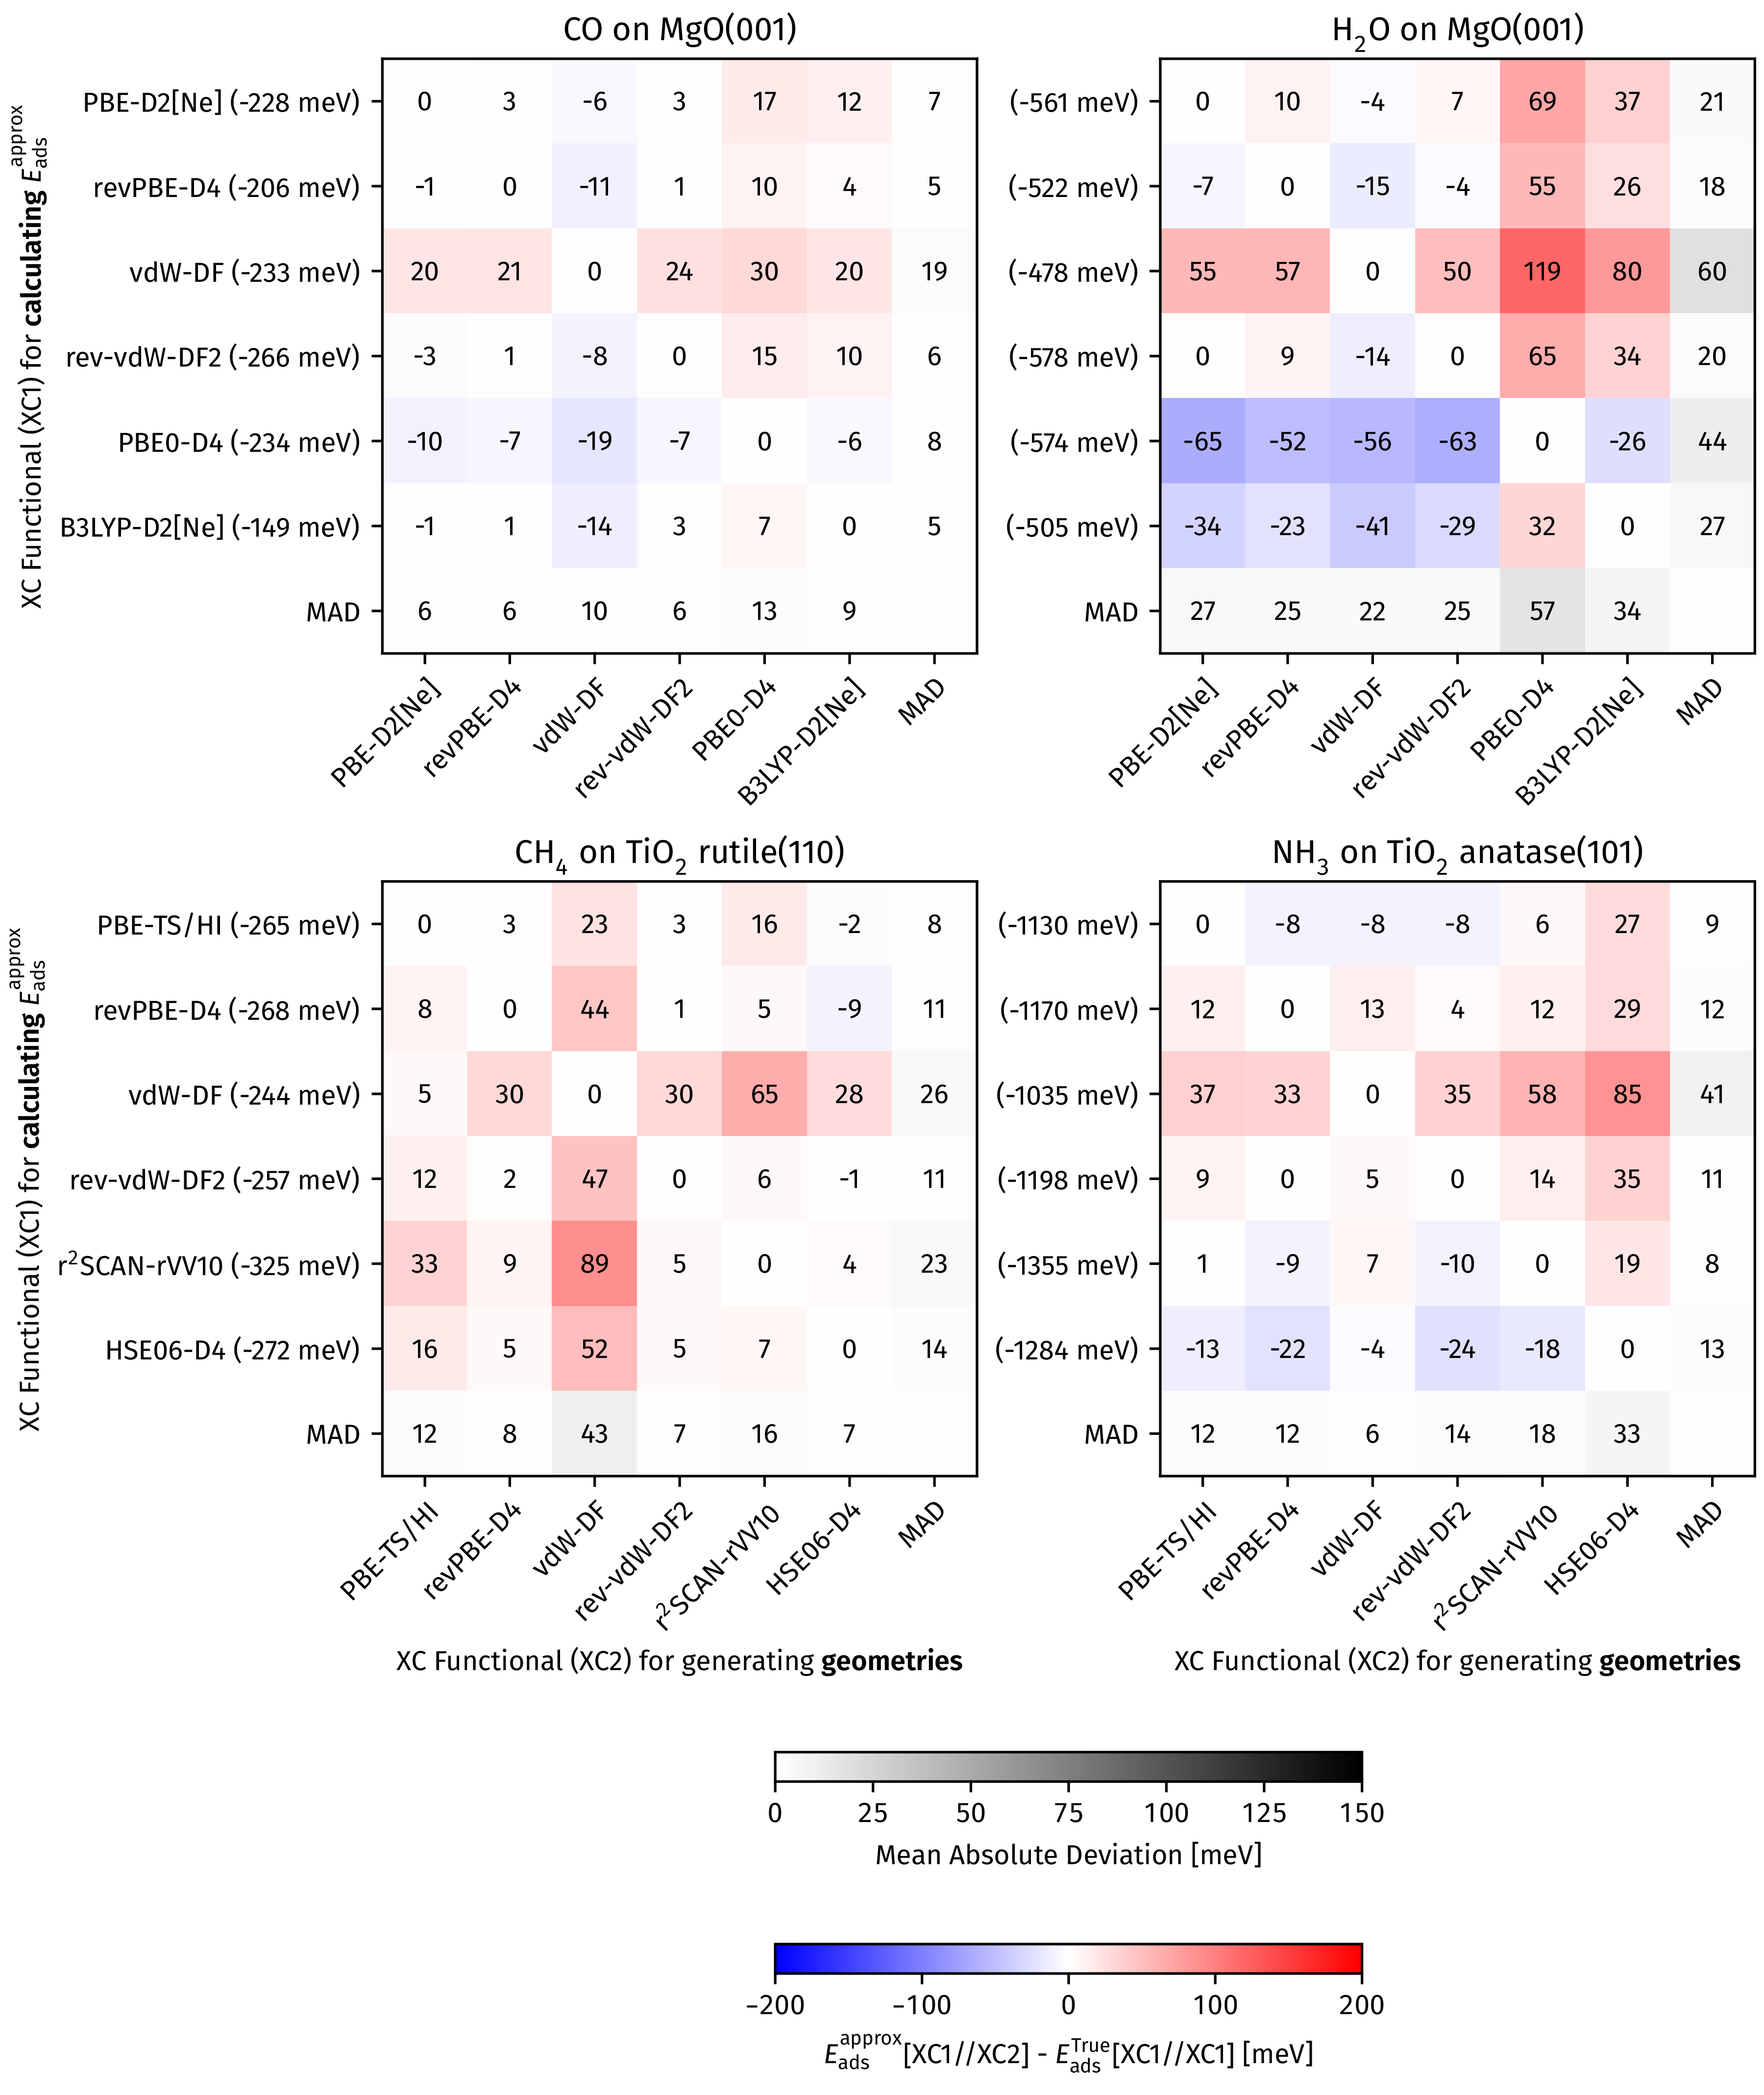 CO on MgO(001)
XC Functional (XC1) for calculating E_ads^approx
PBE-D2[Ne] (-228 meV) 0 3 -6 3 17 12 7
revPBE-D4 (-206 meV) -1 0 -11 1 10 4 5
vdW-DF (-233 meV) 20 21 0 24 30 20 19
rev-vdW-DF2 (-266 meV) -3 1 -8 0 15 10 6
PBE0-D4 (-234 meV) -10 -7 -19 -7 0 -6 8
B3LYP-D2[Ne] (-149 meV) -1 1 -14 3 7 0 5
MAD 6 6 10 6 13 9
PBE-D2[Ne] revPBE-D4 vdW-DF rev-vdW-DF2 PBE0-D4 B3LYP-D2[Ne] MAD
H₂O on MgO(001)
(-561 meV) 0 10 -4 7 69 37 21
(-522 meV) -7 0 -15 -4 55 26 18
(-478 meV) 55 57 0 50 119 80 60
(-578 meV) 0 9 -14 0 65 34 20
(-574 meV) -65 -52 -56 -63 0 -26 44
(-505 meV) -34 -23 -41 -29 32 0 27
MAD 27 25 22 25 57 34
PBE-D2[Ne] revPBE-D4 vdW-DF rev-vdW-DF2 PBE0-D4 B3LYP-D2[Ne] MAD
CH₄ on TiO₂ rutile(110)
XC Functional (XC1) for calculating E_ads^approx
PBE-TS/HI (-265 meV) 0 3 23 3 16 -2 8
revPBE-D4 (-268 meV) 8 0 44 1 5 -9 11
vdW-DF (-244 meV) 5 30 0 30 65 28 26
rev-vdW-DF2 (-257 meV) 12 2 47 0 6 -1 11
r²SCAN-rVV10 (-325 meV) 33 9 89 5 0 4 23
HSE06-D4 (-272 meV) 16 5 52 5 7 0 14
MAD 12 8 43 7 16 7
PBE-TS/HI revPBE-D4 vdW-DF rev-vdW-DF2 r²SCAN-rVV10 HSE06-D4 MAD
XC Functional (XC2) for generating geometries
NH₃ on TiO₂ anatase(101)
(-1130 meV) 0 -8 -8 -8 6 27 9
(-1170 meV) 12 0 13 4 12 29 12
(-1035 meV) 37 33 0 35 58 85 41
(-1198 meV) 9 0 5 0 14 35 11
(-1355 meV) 1 -9 7 -10 0 19 8
(-1284 meV) -13 -22 -4 -24 -18 0 13
MAD 12 12 6 14 18 33
PBE-TS/HI revPBE-D4 vdW-DF rev-vdW-DF2 r²SCAN-rVV10 HSE06-D4 MAD
XC Functional (XC2) for generating geometries
0 25 50 75 100 125 150
Mean Absolute Deviation [meV]
−200 −100 0 100 200
E_ads^approx[XC1//XC2] - E_ads^True[XC1//XC1] [meV]